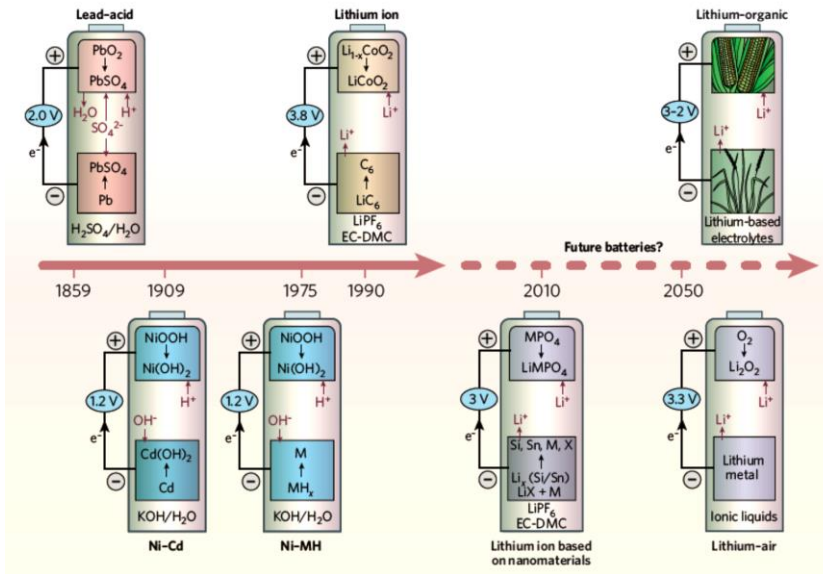 Lead–acid
+
PbO₂
↓
PbSO₄
H₂O
H⁺
SO₄²⁻
2.0 V
e⁻
PbSO₄
↑
Pb
−
H₂SO₄/H₂O
Lithium ion
+
Li₁₋ₓCoO₂
↓
LiCoO₂
Li⁺
3.8 V
Li⁺
e⁻
C₆
↑
LiC₆
−
LiPF₆
EC-DMC
Lithium–organic
+
Li⁺
3–2 V
Li⁺
e⁻
−
Lithium-based
electrolytes
Future batteries?
1859
1909
1975
1990
2010
2050
+
NiOOH
↓
Ni(OH)₂
H⁺
1.2 V
OH⁻
e⁻
Cd(OH)₂
↑
Cd
−
KOH/H₂O
Ni–Cd
+
NiOOH
↓
Ni(OH)₂
H⁺
1.2 V
OH⁻
e⁻
M
↑
MHₓ
−
KOH/H₂O
Ni–MH
+
MPO₄
↓
LiMPO₄
Li⁺
3 V
Li⁺
e⁻
Si, Sn, M, X
↑
Liₓ (Si/Sn)
LiX + M
−
LiPF₆
EC-DMC
Lithium ion based
on nanomaterials
+
O₂
↓
Li₂O₂
Li⁺
3.3 V
Li⁺
e⁻
Lithium
metal
−
Ionic liquids
Lithium–air